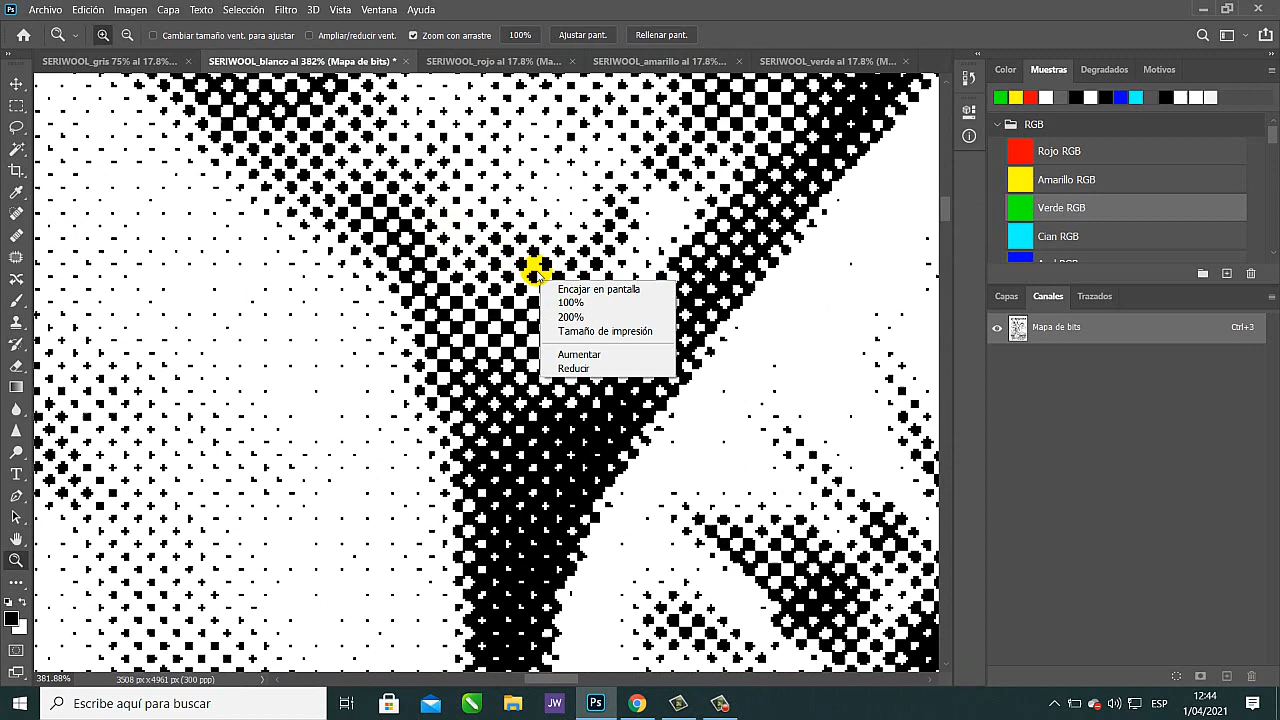 Ps Archivo Edición Imagen Capa Texto Selección Filtro 3D Vista Ventana Ayuda
Cambiar tamaño vent. para ajustar Ampliar/reducir vent. Zoom con arrastre 100% Ajustar pant. Rellenar pant.
SERIWOOL_gris 75% al 17.8%... × SERIWOOL_blanco al 382% (Mapa de bits) * × SERIWOOL_rojo al 17.8% (Ma... × SERIWOOL_amarillo al 17.8%... × SERIWOOL_verde al 17.8% (M... ×
Color Muestras Degradados Motivos
RGB
Rojo RGB
Amarillo RGB
Verde RGB
Cian RGB
Encajar en pantalla
100%
200%
Tamaño de impresión
Aumentar
Reducir
Capas Canales Trazados
Mapa de bits Ctrl+3
381.88% 3508 px x 4961 px (300 ppp)
Escribe aquí para buscar
JW
Ps
ESP
12:44
1/04/2021